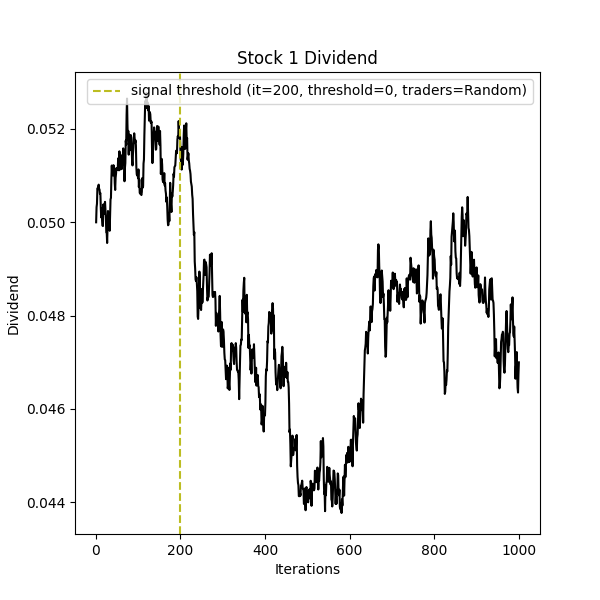 Stock 1 Dividend
signal threshold (it=200, threshold=0, traders=Random)
0.052
0.050
0.048
0.046
0.044
Dividend
0 200 400 600 800 1000
Iterations